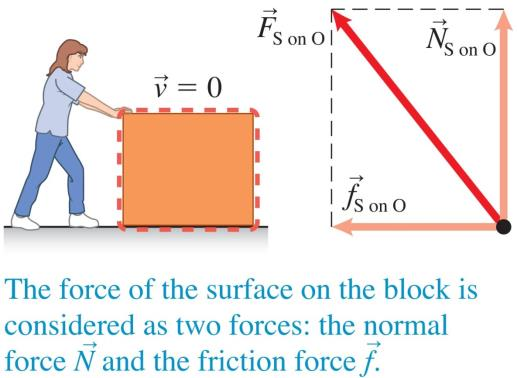 F⃗S on O
N⃗S on O
v⃗ = 0
f⃗S on O
The force of the surface on the block is
considered as two forces: the normal
force N⃗ and the friction force f⃗.